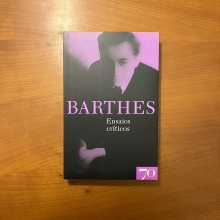 BARTHES
Ensaios
críticos
70